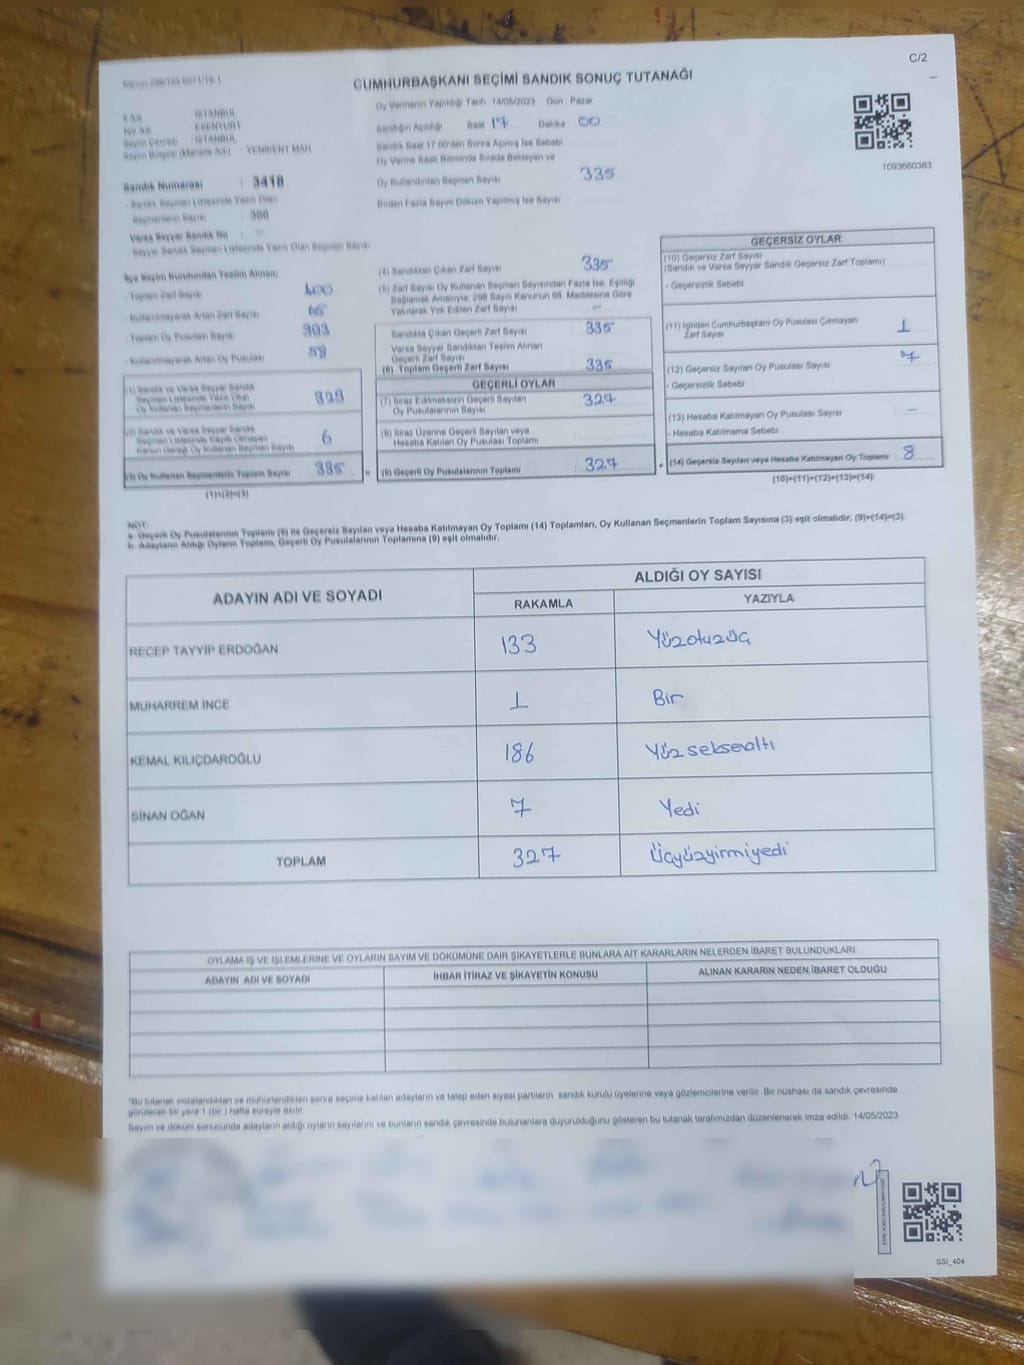 C/2
CUMHURBAŞKANI SEÇİMİ SANDIK SONUÇ TUTANAĞI
Oy Vermenin Yapıldığı Tarih 14/05/2023 Gün : Pazar
Sandığın Açıldığı Saat 17 Dakika 00
Sandık Saat 17.00'den Sonra Açılmış İse Sebebi
Oy Verme Saati Bitiminde Sırada Bekleyen ve
Oy Kullandırılan Seçmen Sayısı 335
Birden Fazla Sayım Döküm Yapılmış İse Sayısı
1093660383
İli Adı : İSTANBUL
İlçe Adı : ESENYURT
Seçim Çevresi : İSTANBUL
Seçim Bölgesi (Mahalle Adı) : YENİKENT MAH
Sandık Numarası : 3418
- Sandık Seçmen Listesinde Yazılı Olan
Seçmenlerin Sayısı
Varsa Seyyar Sandık No
- Seyyar Sandık Seçmen Listesinde Yazılı Olan Seçmen Sayısı
İlçe Seçim Kurulundan Teslim Alınan;
- Toplam Zarf Sayısı 400
- Kullanılmayarak Artan Zarf Sayısı 65
- Toplam Oy Pusulası Sayısı
- Kullanılmayarak Artan Oy Pusulası
(1) Sandık ve Varsa Seyyar Sandık
Seçmen Listesinde Yazılı Olup
Oy Kullanan Seçmenlerin Sayısı 329
(2) Sandık ve Varsa Seyyar Sandık
Seçmen Listesinde Kayıtlı Olmayan
Kanun Gereği Oy Kullanan Seçmen Sayısı 6
(3) Oy Kullanan Seçmenlerin Toplam Sayısı 335
(1)+(2)=(3)
(4) Sandıktan Çıkan Zarf Sayısı 335
(5) Zarf Sayısı Oy Kullanan Seçmen Sayısından Fazla İse, Eşitliği
Sağlamak Amacıyla, 298 Sayılı Kanunun 98. Maddesine Göre
Yakılarak Yok Edilen Zarf Sayısı –
Sandıkta Çıkan Geçerli Zarf Sayısı 335
Varsa Seyyar Sandıktan Teslim Alınan
Geçerli Zarf Sayısı
(6) Toplam Geçerli Zarf Sayısı 335
GEÇERLİ OYLAR
(7) İtiraz Edilmeksizin Geçerli Sayılan
Oy Pusulalarının Sayısı 327
(8) İtiraz Üzerine Geçerli Sayılan veya
Hesaba Katılan Oy Pusulası Toplamı
= (9) Geçerli Oy Pusulalarının Toplamı 327
GEÇERSİZ OYLAR
(10) Geçersiz Zarf Sayısı
(Sandık ve Varsa Seyyar Sandık Geçersiz Zarf Toplamı)
- Geçersizlik Sebebi
(11) İçinden Cumhurbaşkanı Oy Pusulası Çıkmayan
Zarf Sayısı 1
(12) Geçersiz Sayılan Oy Pusulası Sayısı 7
- Geçersizlik Sebebi
(13) Hesaba Katılmayan Oy Pusulası Sayısı –
- Hesaba Katılmama Sebebi
+ (14) Geçersiz Sayılan veya Hesaba Katılmayan Oy Toplamı 8
(10)+(11)+(12)+(13)=(14)
NOT:
a- Geçerli Oy Pusulalarının Toplamı (9) ile Geçersiz Sayılan veya Hesaba Katılmayan Oy Toplamı (14) Toplamları, Oy Kullanan Seçmenlerin Toplam Sayısına (3) eşit olmalıdır, (9)+(14)=(3)
b- Adayların Aldığı Oyların Toplamı, Geçerli Oy Pusulalarının Toplamına (9) eşit olmalıdır.
ADAYIN ADI VE SOYADI ALDIĞI OY SAYISI
RAKAMLA YAZIYLA
RECEP TAYYİP ERDOĞAN 133 Yüzotuzüç
MUHARREM İNCE 1 Bir
KEMAL KILIÇDAROĞLU 186 Yüzseksenaltı
SİNAN OĞAN 7 Yedi
TOPLAM 327 Üçyüzyirmiyedi
OYLAMA İŞ VE İŞLEMLERİNE VE OYLARIN SAYIM VE DÖKÜMÜNE DAİR ŞİKAYETLERLE BUNLARA AİT KARARLARIN NELERDEN İBARET BULUNDUKLARI
ADAYIN ADI VE SOYADI İHBAR İTİRAZ VE ŞİKAYETİN KONUSU ALINAN KARARIN NEDEN İBARET OLDUĞU
*Bu tutanak imzalandıktan ve mühürlendikten sonra seçime katılan adayların ve talep eden siyasi partilerin sandık kurulu üyelerine veya gözlemcilerine verilir. Bir nüshası da sandık çevresinde
görülecek bir yere 1 (bir) hafta süreyle asılır
Sayım ve döküm sonucunda adayların aldığı oyların sayılarını ve bunların sandık çevresinde bulunanlara duyurulduğunu gösteren bu tutanak tarafımızdan düzenlenerek imza edildi. 14/05/2023
SSI_404